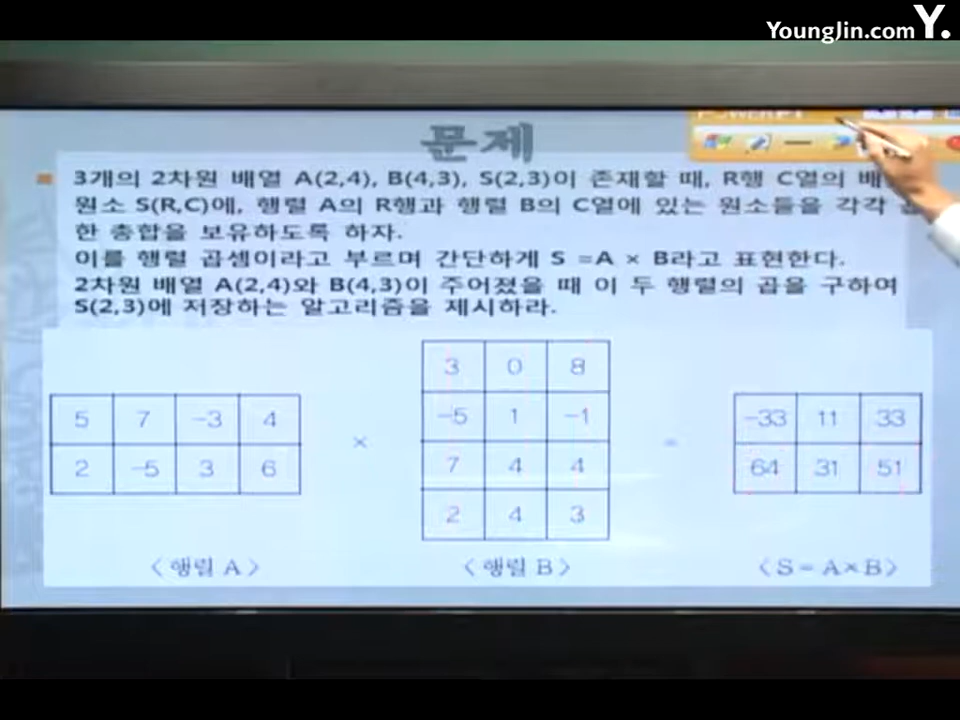 YoungJin.com Y.
문제
3개의 2차원 배열 A(2,4), B(4,3), S(2,3)이 존재할 때, R행 C열의
원소 S(R,C)에, 행렬 A의 R행과 행렬 B의 C열에 있는 원소들을 각각
한 총합을 보유하도록 하자.
이를 행렬 곱셈이라고 부르며 간단하게 S =A × B라고 표현한다.
2차원 배열 A(2,4)와 B(4,3)이 주어졌을 때 이 두 행렬의 곱을 구하여
S(2,3)에 저장하는 알고리즘을 제시하라.
5 7 -3 4
2 -5 3 6
×
3 0 8
-5 1 -1
7 4 4
2 4 3
=
-33 11 33
64 31 51
〈행렬 A〉
〈행렬 B〉
〈S = A×B〉